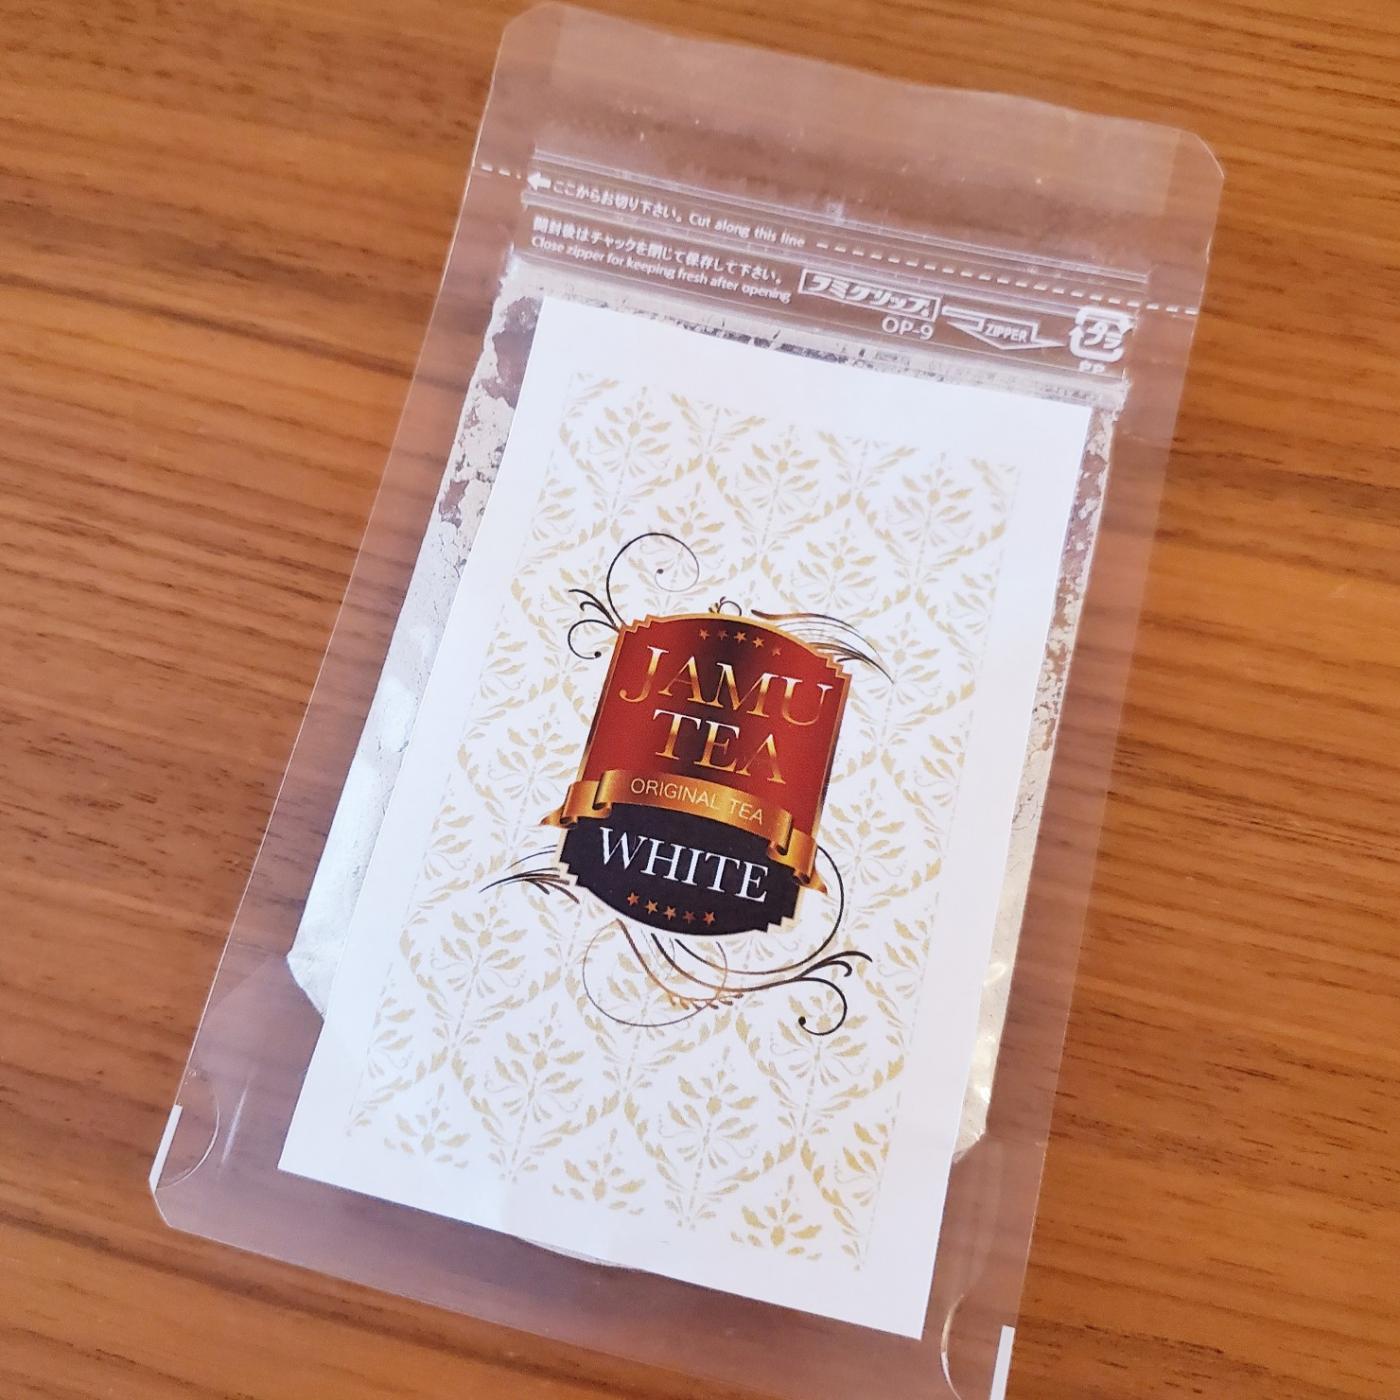 ここからお切り下さい。Cut along this line
開封後はチャックを閉じて保存して下さい。
Close zipper for keeping fresh after opening
ラミグリップ®
OP-9
ZIPPER
プラ
PP
JAMU
TEA
ORIGINAL TEA
WHITE